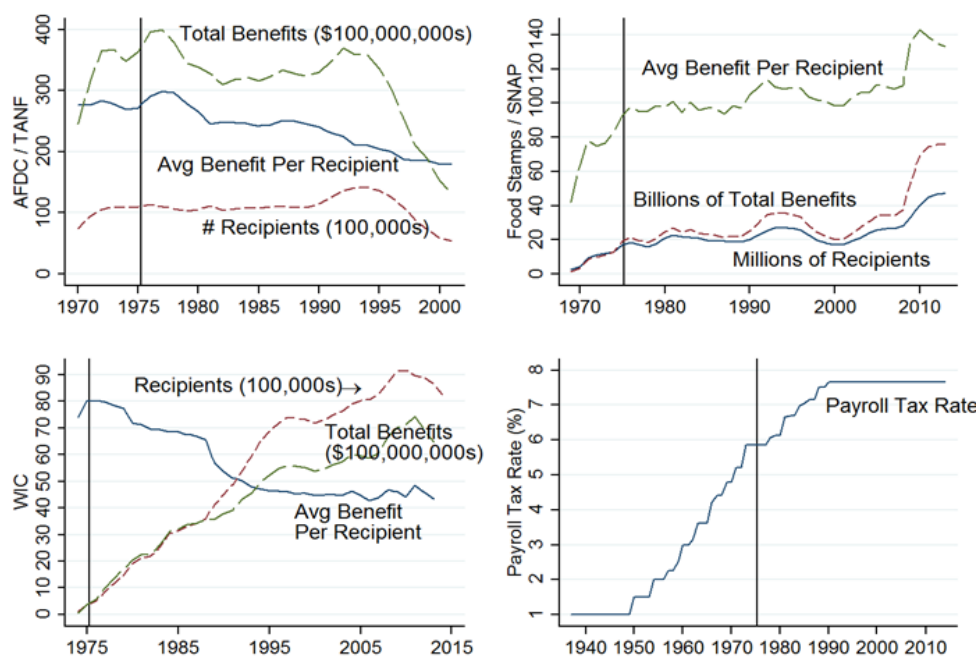 AFDC / TANF
400
300
200
100
0
Total Benefits ($100,000,000s)
Avg Benefit Per Recipient
# Recipients (100,000s)
1970 1975 1980 1985 1990 1995 2000
Food Stamps / SNAP
140
120
100
80
60
40
20
0
Avg Benefit Per Recipient
Billions of Total Benefits
Millions of Recipients
1970 1980 1990 2000 2010
WIC
90
80
70
60
50
40
30
20
10
0
Recipients (100,000s)→
Total Benefits
($100,000,000s)
Avg Benefit
Per Recipient
1975 1985 1995 2005 2015
Payroll Tax Rate (%)
8
7
6
5
4
3
2
1
Payroll Tax Rate
1940 1950 1960 1970 1980 1990 2000 2010